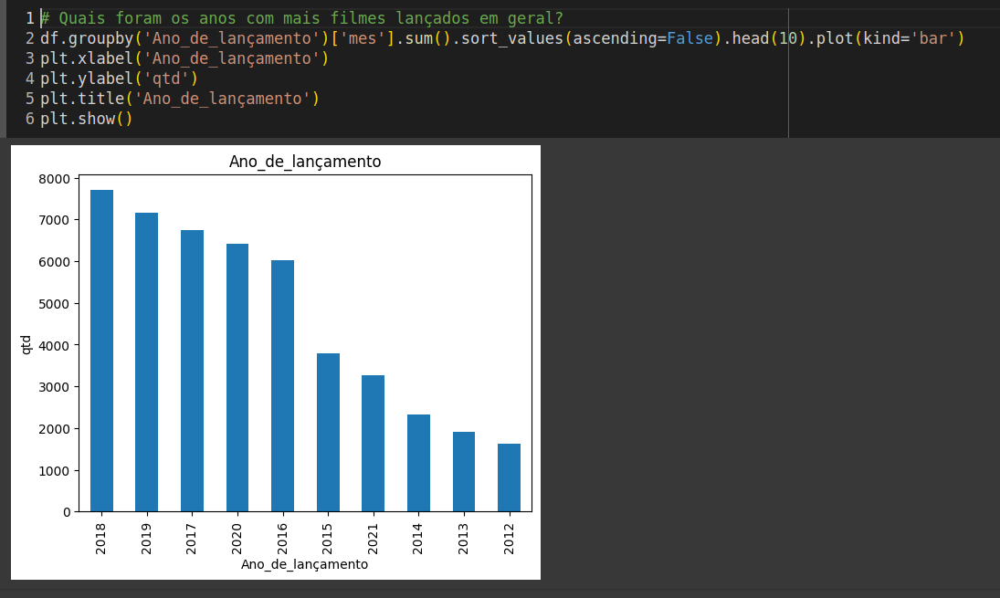 1 # Quais foram os anos com mais filmes lançados em geral?
2 df.groupby('Ano_de_lançamento')['mes'].sum().sort_values(ascending=False).head(10).plot(kind='bar')
3 plt.xlabel('Ano_de_lançamento')
4 plt.ylabel('qtd')
5 plt.title('Ano_de_lançamento')
6 plt.show()
Ano_de_lançamento
8000
7000
6000
5000
4000
3000
2000
1000
0
qtd
2018
2019
2017
2020
2016
2015
2021
2014
2013
2012
Ano_de_lançamento